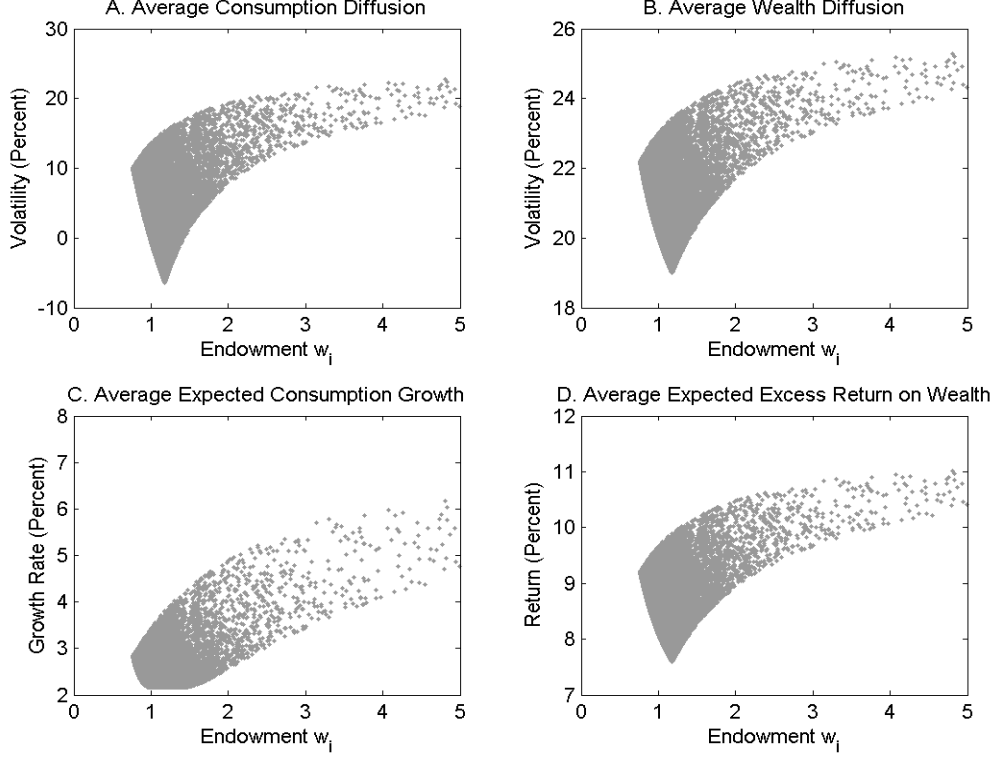 A. Average Consumption Diffusion
30
20
10
0
-10
Volatility (Percent)
0 1 2 3 4 5
Endowment w_i
B. Average Wealth Diffusion
26
24
22
20
18
Volatility (Percent)
0 1 2 3 4 5
Endowment w_i
C. Average Expected Consumption Growth
8
7
6
5
4
3
2
Growth Rate (Percent)
0 1 2 3 4 5
Endowment w_i
D. Average Expected Excess Return on Wealth
12
11
10
9
8
7
Return (Percent)
0 1 2 3 4 5
Endowment w_i